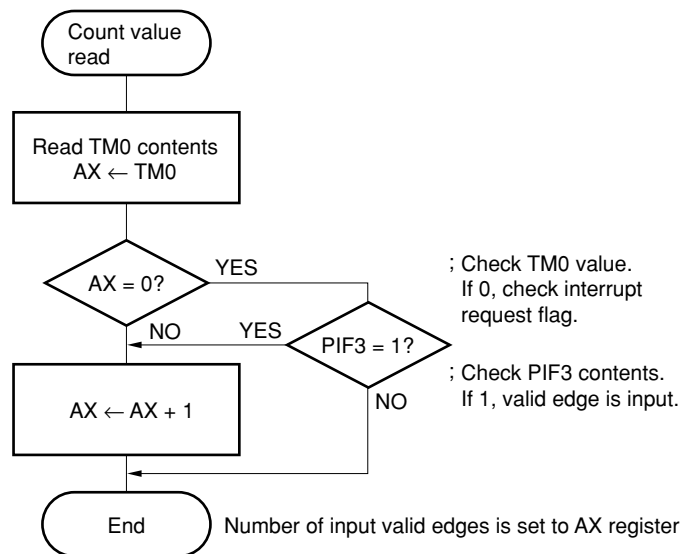 Count value
read
Read TM0 contents
AX ← TM0
AX = 0?
YES
; Check TM0 value.
If 0, check interrupt
request flag.
NO
YES
PIF3 = 1?
; Check PIF3 contents.
If 1, valid edge is input.
NO
AX ← AX + 1
End
Number of input valid edges is set to AX register